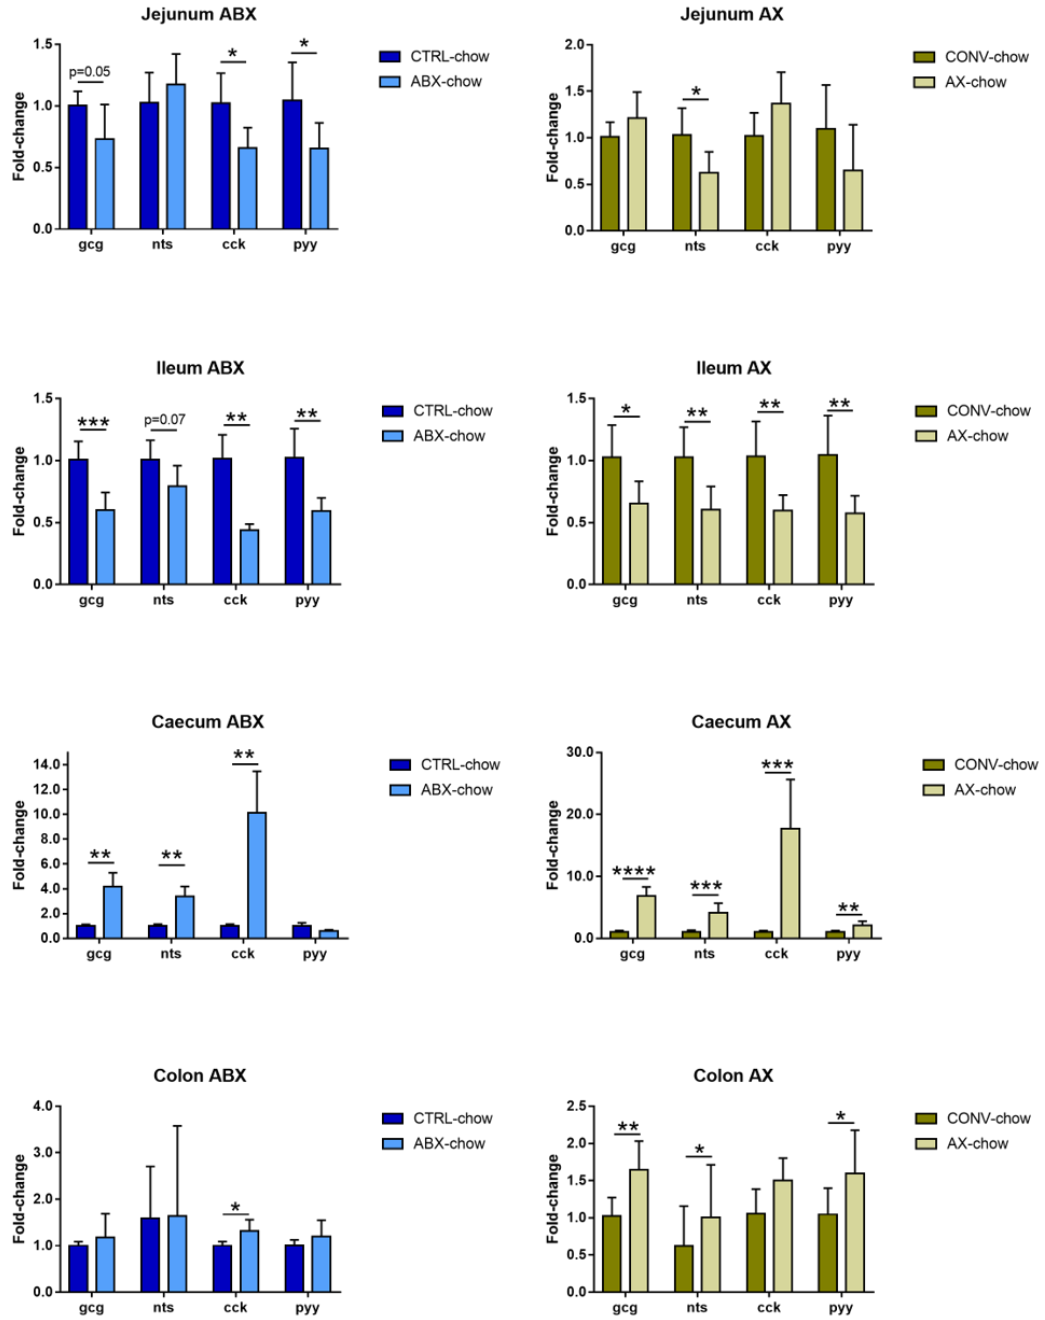 Jejunum ABX
Fold-change
1.5
1.0
0.5
0.0
p=0.05
*
*
gcg nts cck pyy
CTRL-chow
ABX-chow
Jejunum AX
Fold-change
2.0
1.5
1.0
0.5
0.0
*
gcg nts cck pyy
CONV-chow
AX-chow
Ileum ABX
Fold-change
1.5
1.0
0.5
0.0
***
p=0.07
**
**
gcg nts cck pyy
CTRL-chow
ABX-chow
Ileum AX
Fold-change
1.5
1.0
0.5
0.0
*
**
**
**
gcg nts cck pyy
CONV-chow
AX-chow
Caecum ABX
Fold-change
14.0
12.0
10.0
8.0
6.0
4.0
2.0
0.0
**
**
**
gcg nts cck pyy
CTRL-chow
ABX-chow
Caecum AX
Fold-change
30.0
20.0
10.0
0.0
****
***
***
**
gcg nts cck pyy
CONV-chow
AX-chow
Colon ABX
Fold-change
4.0
3.0
2.0
1.0
0.0
*
gcg nts cck pyy
CTRL-chow
ABX-chow
Colon AX
Fold-change
2.5
2.0
1.5
1.0
0.5
0.0
**
*
*
gcg nts cck pyy
CONV-chow
AX-chow